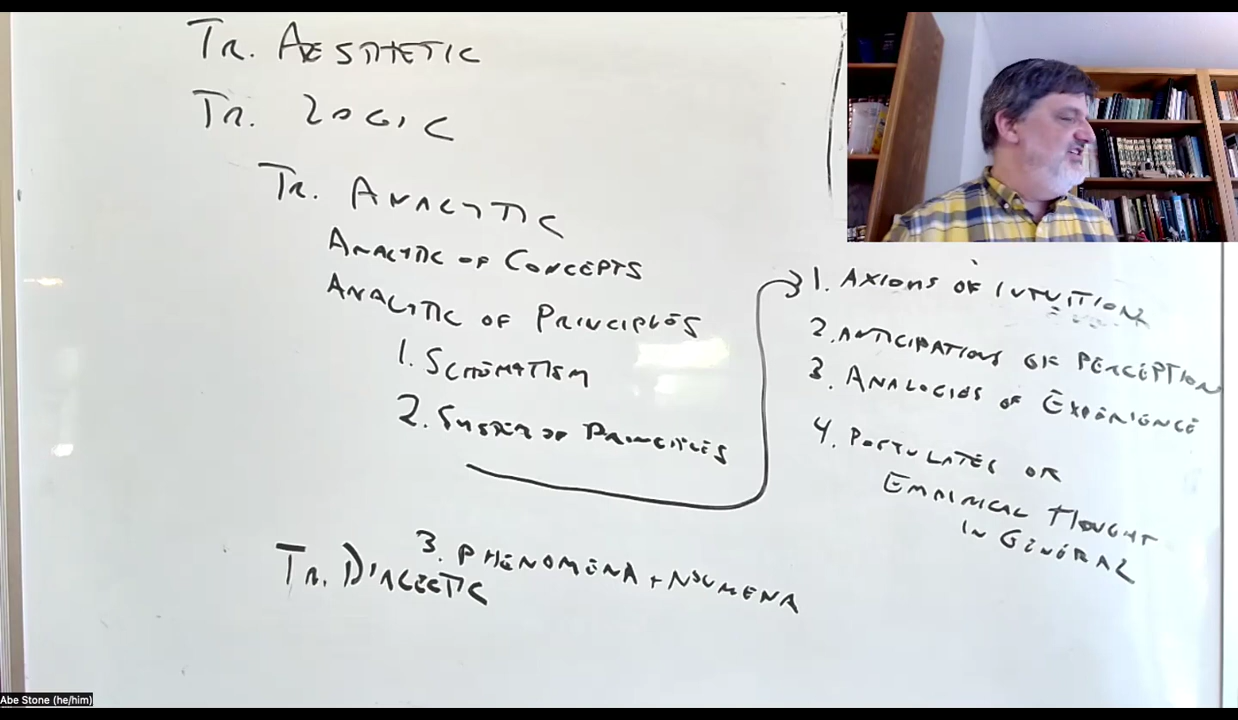 Tr. Aesthetic
Tr. Logic
Tr. Analytic
Analytic of Concepts
Analytic of Principles
1. Schematism
2. System of Principles
3. Phenomena + Noumena
Tr. Dialectic
1. Axioms of Intuition
2. Anticipations of Perception
3. Analogies of Experience
4. Postulates of
Empirical Thought
in General
Abe Stone (he/him)